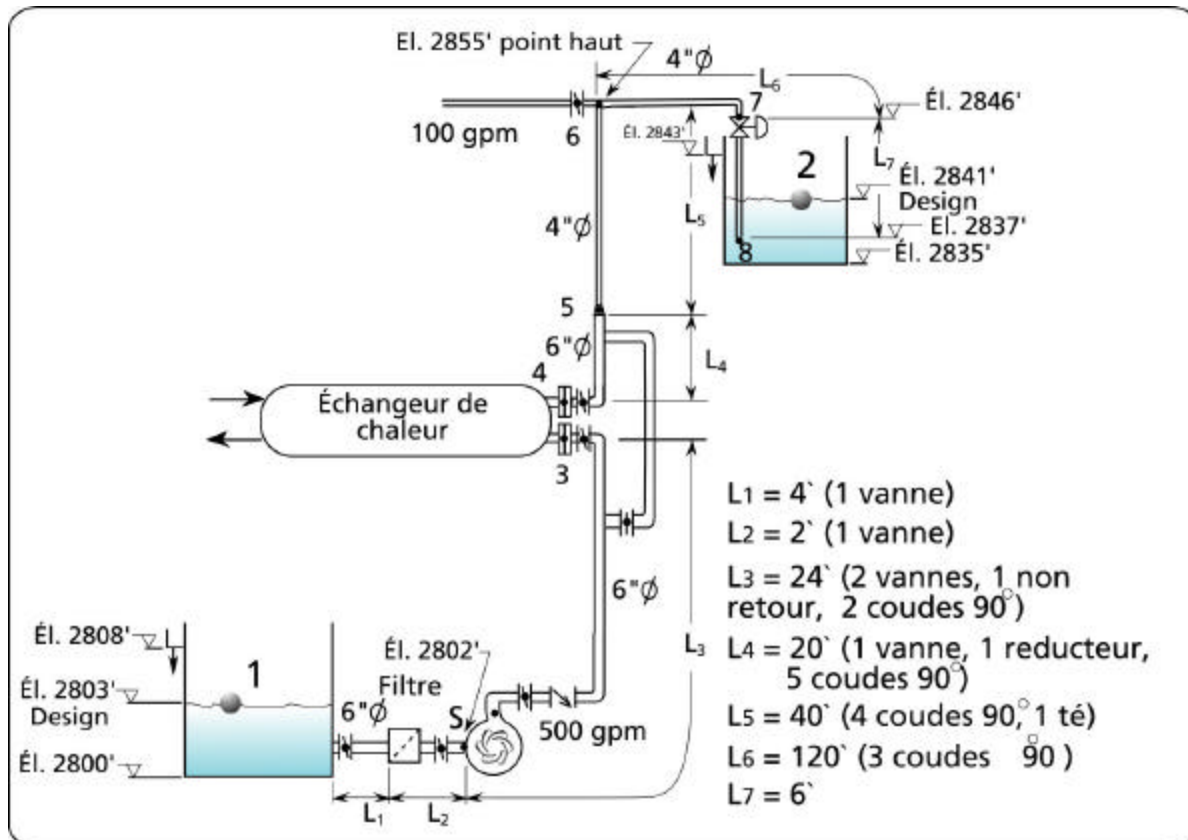 El. 2855' point haut
4"Ø
L6
7
Él. 2846'
100 gpm
6
Él. 2843'
2
L7
Él. 2841'
Design
L5
4"Ø
El. 2837'
8
Él. 2835'
5
6"Ø
L4
4
Échangeur de
chaleur
3
L1 = 4` (1 vanne)
L2 = 2` (1 vanne)
L3 = 24` (2 vannes, 1 non
retour, 2 coudes 90°)
6"Ø
L3
L4 = 20` (1 vanne, 1 reducteur,
5 coudes 90°)
L5 = 40` (4 coudes 90,° 1 té)
L6 = 120` (3 coudes 90°)
L7 = 6`
Él. 2808'
1
Él. 2802'
Él. 2803'
Design
Filtre
6"Ø
S
500 gpm
Él. 2800'
L1
L2